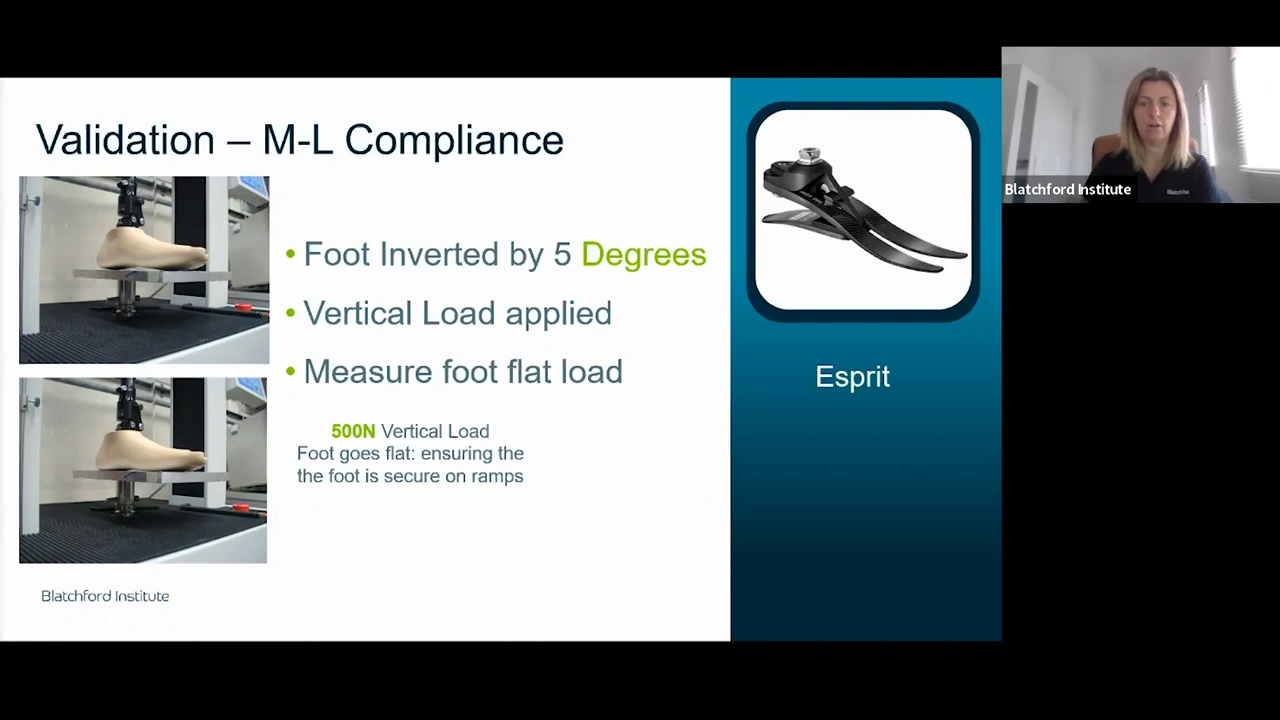 Validation – M-L Compliance
• Foot Inverted by 5 Degrees
• Vertical Load applied
• Measure foot flat load
500N Vertical Load
Foot goes flat: ensuring the
the foot is secure on ramps
Blatchford Institute
Esprit
Blatchford Institute